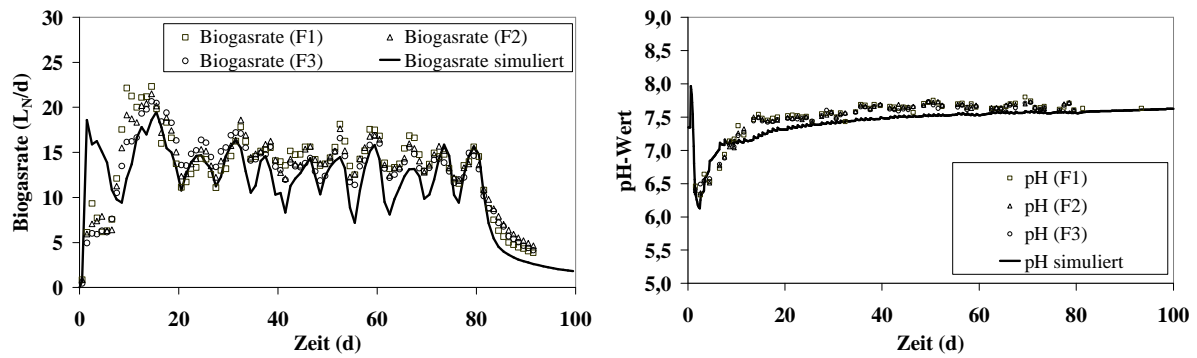 30
25
20
15
10
5
0
Biogasrate (L_N/d)
Biogasrate (F1) Biogasrate (F2)
Biogasrate (F3) Biogasrate simuliert
0 20 40 60 80 100
Zeit (d)
9,0
8,5
8,0
7,5
7,0
6,5
6,0
5,5
5,0
pH-Wert
pH (F1)
pH (F2)
pH (F3)
pH simuliert
0 20 40 60 80 100
Zeit (d)